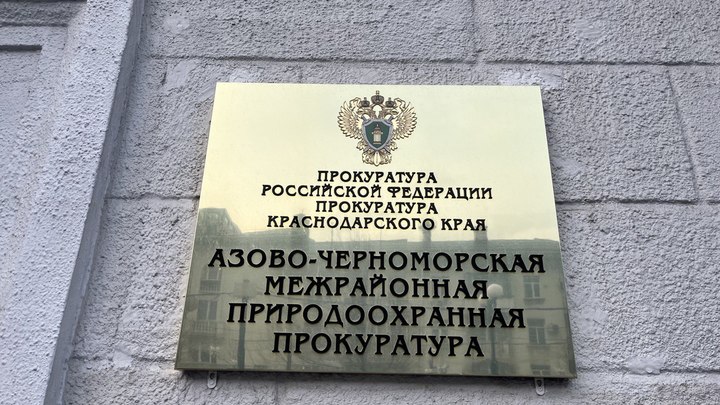 ПРОКУРАТУРА
РОССИЙСКОЙ ФЕДЕРАЦИИ
ПРОКУРАТУРА
КРАСНОДАРСКОГО КРАЯ
АЗОВО-ЧЕРНОМОРСКАЯ
МЕЖРАЙОННАЯ
ПРИРОДООХРАННАЯ
ПРОКУРАТУРА